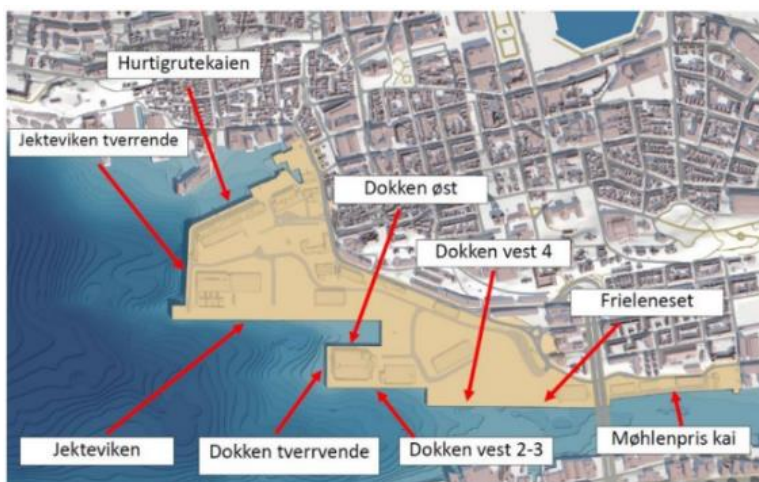 Hurtigrutekaien
Jekteviken tverrende
Dokken øst
Dokken vest 4
Frieleneset
Jekteviken
Dokken tverrvende
Dokken vest 2-3
Møhlenpris kai